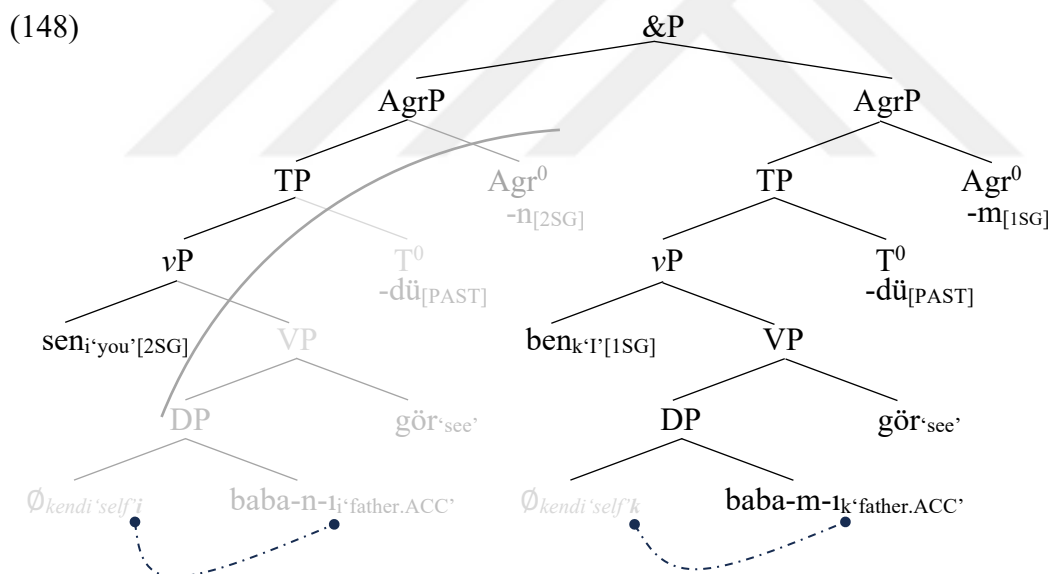 (148)
&P
AgrP AgrP
TP Agr⁰ TP Agr⁰
-n[2SG] -m[1SG]
vP T⁰ vP T⁰
-dü[PAST] -dü[PAST]
seni‘you’[2SG] VP benk‘I’[1SG] VP
DP gör‘see’ DP gör‘see’
Økendi‘self’i baba-n-ıi‘father.ACC’ Økendi‘self’k baba-m-ık‘father.ACC’